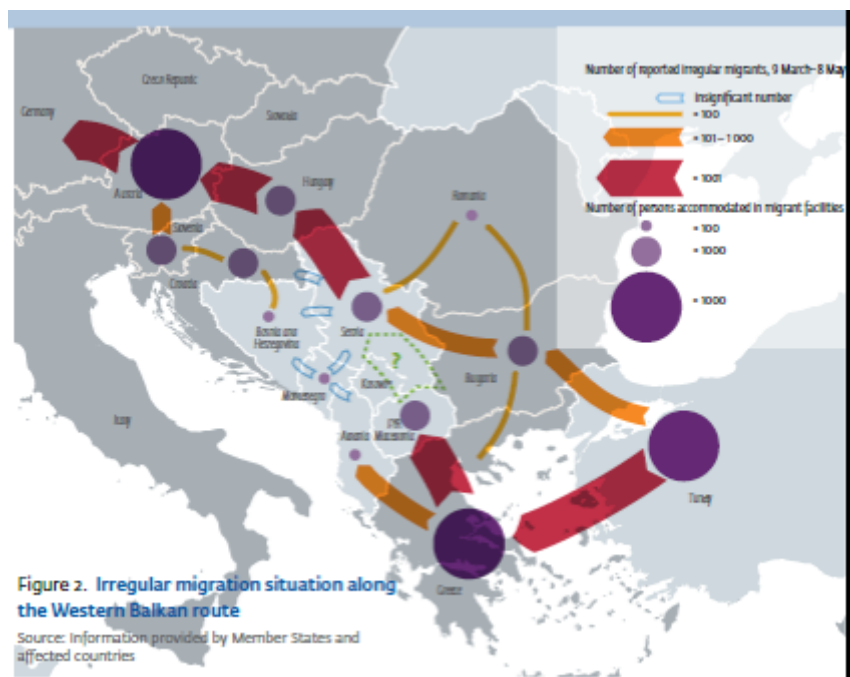 Number of reported irregular migrants, 9 March–8 May
Insignificant number
< 100
101–1 000
> 1001
Number of persons accommodated in migrant facilities
< 100
< 1000
> 1000
Czech Republic
Germany
Slovakia
Austria
Hungary
Romania
Slovenia
Croatia
Bosnia and
Herzegovina
Serbia
?
Kosovo*
Bulgaria
Montenegro
Italy
FYR
Macedonia
Albania
Turkey
Greece
Figure 2. Irregular migration situation along
the Western Balkan route
Source: Information provided by Member States and
affected countries